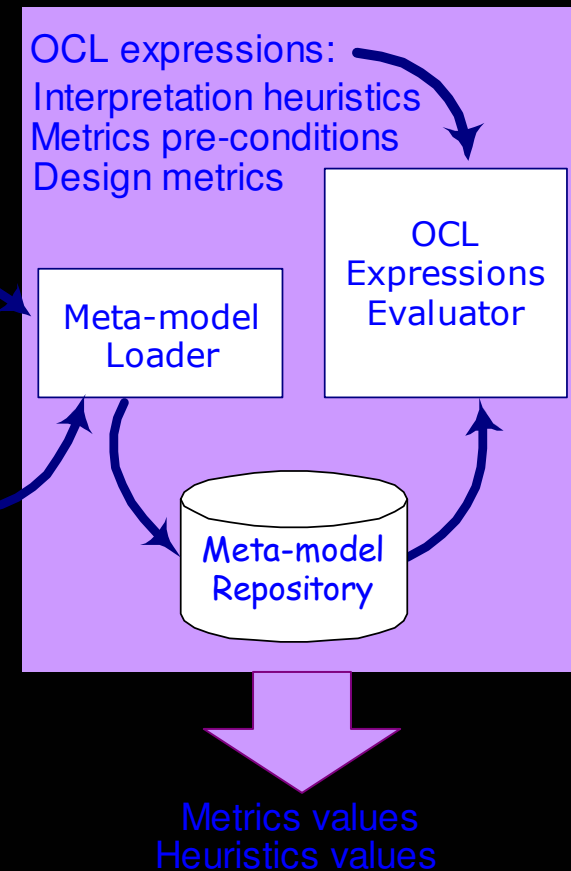 OCL expressions:
Interpretation heuristics
Metrics pre-conditions
Design metrics
OCL
Expressions
Evaluator
Meta-model
Loader
Meta-model
Repository
Metrics values
Heuristics values